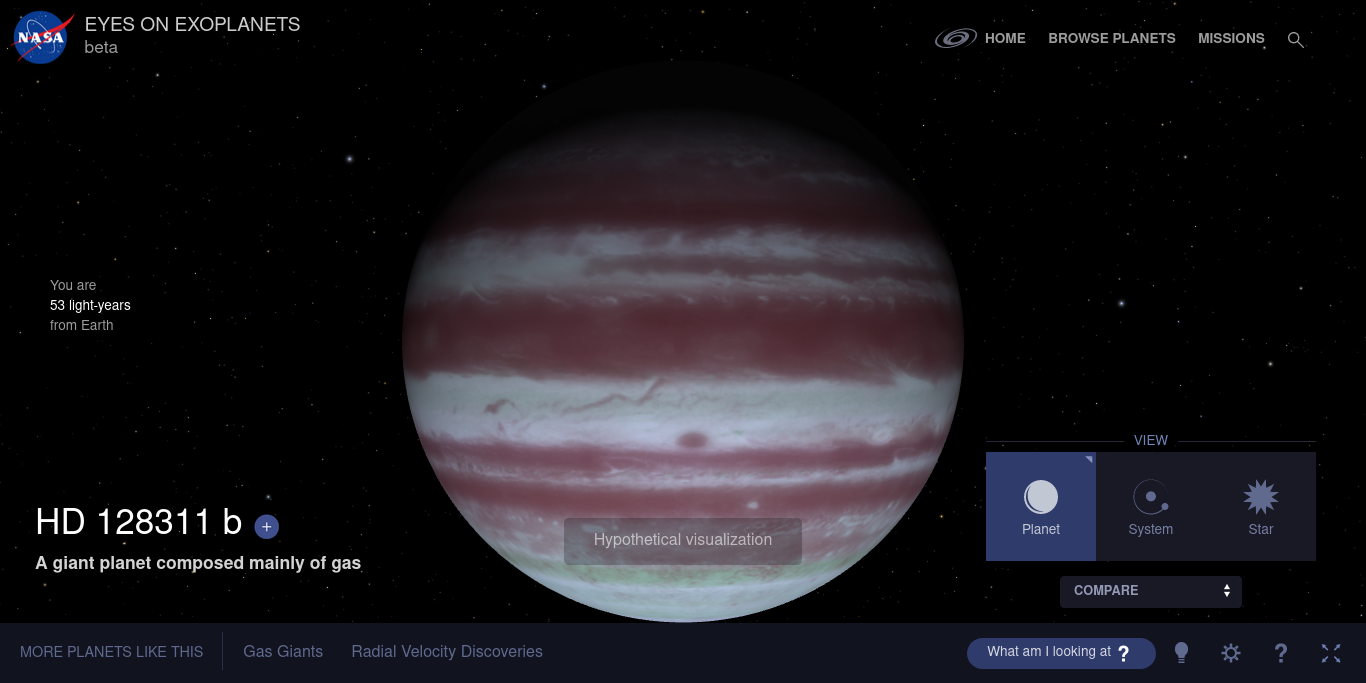 NASA
EYES ON EXOPLANETS
beta
HOME
BROWSE PLANETS
MISSIONS
You are
53 light-years
from Earth
HD 128311 b +
A giant planet composed mainly of gas
Hypothetical visualization
VIEW
Planet
System
Star
COMPARE
MORE PLANETS LIKE THIS
Gas Giants
Radial Velocity Discoveries
What am I looking at ?
?